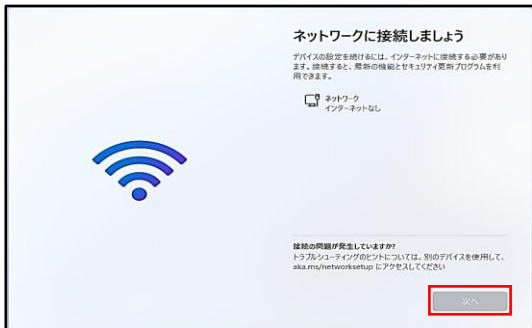 ネットワークに接続しましょう
デバイスの設定を続けるには、インターネットに接続する必要があり
ます。接続すると、最新の機能とセキュリティ更新プログラムを利
用できます。
ネットワーク
インターネットなし
接続の問題が発生していますか?
トラブルシューティングのヒントについては、別のデバイスを使用して、
aka.ms/networksetup にアクセスしてください
次へ